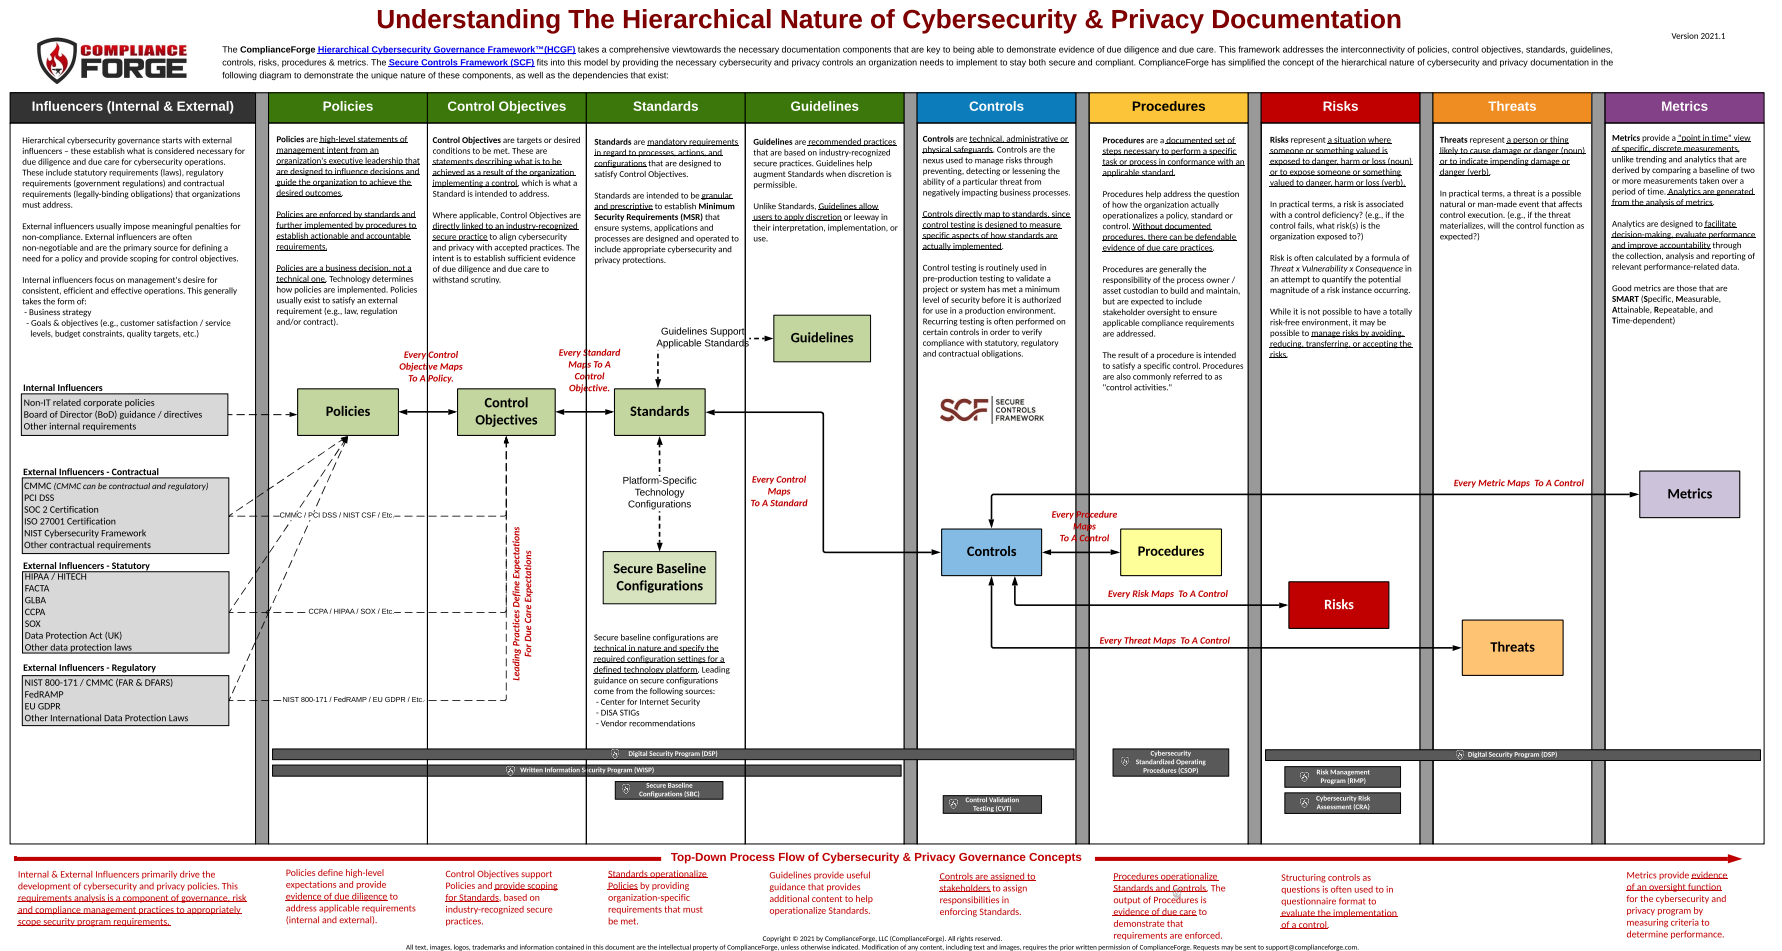 Understanding The Hierarchical Nature of Cybersecurity & Privacy Documentation
Version 2021.1
COMPLIANCE
FORGE
The ComplianceForge Hierarchical Cybersecurity Governance Framework™(HCGF) takes a comprehensive viewtowards the necessary documentation components that are key to being able to demonstrate evidence of due diligence and due care. This framework addresses the interconnectivity of policies, control objectives, standards, guidelines,
controls, risks, procedures & metrics. The Secure Controls Framework (SCF) fits into this model by providing the necessary cybersecurity and privacy controls an organization needs to implement to stay both secure and compliant. ComplianceForge has simplified the concept of the hierarchical nature of cybersecurity and privacy documentation in the
following diagram to demonstrate the unique nature of these components, as well as the dependencies that exist:
Influencers (Internal & External)
Hierarchical cybersecurity governance starts with external
influencers – these establish what is considered necessary for
due diligence and due care for cybersecurity operations.
These include statutory requirements (laws), regulatory
requirements (government regulations) and contractual
requirements (legally-binding obligations) that organizations
must address.
External influencers usually impose meaningful penalties for
non-compliance. External influencers are often
non-negotiable and are the primary source for defining a
need for a policy and provide scoping for control objectives.
Internal influencers focus on management's desire for
consistent, efficient and effective operations. This generally
takes the form of:
- Business strategy
- Goals & objectives (e.g., customer satisfaction / service
levels, budget constraints, quality targets, etc.)
Internal Influencers
Non-IT related corporate policies
Board of Director (BoD) guidance / directives
Other internal requirements
External Influencers - Contractual
CMMC (CMMC can be contractual and regulatory)
PCI DSS
SOC 2 Certification
ISO 27001 Certification
NIST Cybersecurity Framework
Other contractual requirements
External Influencers - Statutory
HIPAA / HITECH
FACTA
GLBA
CCPA
SOX
Data Protection Act (UK)
Other data protection laws
External Influencers - Regulatory
NIST 800-171 / CMMC (FAR & DFARS)
FedRAMP
EU GDPR
Other International Data Protection Laws
Policies
Policies are high-level statements of
management intent from an
organization's executive leadership that
are designed to influence decisions and
guide the organization to achieve the
desired outcomes.
Policies are enforced by standards and
further implemented by procedures to
establish actionable and accountable
requirements.
Policies are a business decision, not a
technical one. Technology determines
how policies are implemented. Policies
usually exist to satisfy an external
requirement (e.g., law, regulation
and/or contract).
Every Control
Objective Maps
To A Policy.
Policies
CMMC / PCI DSS / NIST CSF / Etc.
CCPA / HIPAA / SOX / Etc.
NIST 800-171 / FedRAMP / EU GDPR / Etc.
Control Objectives
Control Objectives are targets or desired
conditions to be met. These are
statements describing what is to be
achieved as a result of the organization
implementing a control, which is what a
Standard is intended to address.
Where applicable, Control Objectives are
directly linked to an industry-recognized
secure practice to align cybersecurity
and privacy with accepted practices. The
intent is to establish sufficient evidence
of due diligence and due care to
withstand scrutiny.
Control
Objectives
Leading Practices Define Expectations
For Due Care Expectations
Standards
Standards are mandatory requirements
in regard to processes, actions, and
configurations that are designed to
satisfy Control Objectives.
Standards are intended to be granular
and prescriptive to establish Minimum
Security Requirements (MSR) that
ensure systems, applications and
processes are designed and operated to
include appropriate cybersecurity and
privacy protections.
Every Standard
Maps To A
Control
Objective.
Guidelines Support
Applicable Standards
Standards
Platform-Specific
Technology
Configurations
Secure Baseline
Configurations
Secure baseline configurations are
technical in nature and specify the
required configuration settings for a
defined technology platform. Leading
guidance on secure configurations
come from the following sources:
- Center for Internet Security
- DISA STIGs
- Vendor recommendations
Guidelines
Guidelines are recommended practices
that are based on industry-recognized
secure practices. Guidelines help
augment Standards when discretion is
permissible.
Unlike Standards, Guidelines allow
users to apply discretion or leeway in
their interpretation, implementation, or
use.
Guidelines
Every Control
Maps
To A Standard
Controls
Controls are technical, administrative or
physical safeguards. Controls are the
nexus used to manage risks through
preventing, detecting or lessening the
ability of a particular threat from
negatively impacting business processes.
Controls directly map to standards, since
control testing is designed to measure
specific aspects of how standards are
actually implemented.
Control testing is routinely used in
pre-production testing to validate a
project or system has met a minimum
level of security before it is authorized
for use in a production environment.
Recurring testing is often performed on
certain controls in order to verify
compliance with statutory, regulatory
and contractual obligations.
SCF
SECURE
CONTROLS
FRAMEWORK
Controls
Procedures
Procedures are a documented set of
steps necessary to perform a specific
task or process in conformance with an
applicable standard.
Procedures help address the question
of how the organization actually
operationalizes a policy, standard or
control. Without documented
procedures, there can be defendable
evidence of due care practices.
Procedures are generally the
responsibility of the process owner /
asset custodian to build and maintain,
but are expected to include
stakeholder oversight to ensure
applicable compliance requirements
are addressed.
The result of a procedure is intended
to satisfy a specific control. Procedures
are also commonly referred to as
"control activities."
Every Procedure
Maps
To A Control
Procedures
Every Risk Maps To A Control
Every Threat Maps To A Control
Risks
Risks represent a situation where
someone or something valued is
exposed to danger, harm or loss (noun)
or to expose someone or something
valued to danger, harm or loss (verb).
In practical terms, a risk is associated
with a control deficiency? (e.g., if the
control fails, what risk(s) is the
organization exposed to?)
Risk is often calculated by a formula of
Threat x Vulnerability x Consequence in
an attempt to quantify the potential
magnitude of a risk instance occurring.
While it is not possible to have a totally
risk-free environment, it may be
possible to manage risks by avoiding,
reducing, transferring, or accepting the
risks.
Risks
Threats
Threats represent a person or thing
likely to cause damage or danger (noun)
or to indicate impending damage or
danger (verb).
In practical terms, a threat is a possible
natural or man-made event that affects
control execution. (e.g., if the threat
materializes, will the control function as
expected?)
Every Metric Maps To A Control
Threats
Metrics
Metrics provide a "point in time" view
of specific, discrete measurements,
unlike trending and analytics that are
derived by comparing a baseline of two
or more measurements taken over a
period of time. Analytics are generated
from the analysis of metrics.
Analytics are designed to facilitate
decision-making, evaluate performance
and improve accountability through
the collection, analysis and reporting of
relevant performance-related data.
Good metrics are those that are
SMART (Specific, Measurable,
Attainable, Repeatable, and
Time-dependent)
Metrics
Digital Security Program (DSP)
Written Information Security Program (WISP)
Secure Baseline
Configurations (SBC)
Control Validation
Testing (CVT)
Cybersecurity
Standardized Operating
Procedures (CSOP)
Digital Security Program (DSP)
Risk Management
Program (RMP)
Cybersecurity Risk
Assessment (CRA)
Top-Down Process Flow of Cybersecurity & Privacy Governance Concepts
Internal & External Influencers primarily drive the
development of cybersecurity and privacy policies. This
requirements analysis is a component of governance, risk
and compliance management practices to appropriately
scope security program requirements.
Policies define high-level
expectations and provide
evidence of due diligence to
address applicable requirements
(internal and external).
Control Objectives support
Policies and provide scoping
for Standards, based on
industry-recognized secure
practices.
Standards operationalize
Policies by providing
organization-specific
requirements that must
be met.
Guidelines provide useful
guidance that provides
additional content to help
operationalize Standards.
Controls are assigned to
stakeholders to assign
responsibilities in
enforcing Standards.
Procedures operationalize
Standards and Controls. The
output of Procedures is
evidence of due care to
demonstrate that
requirements are enforced.
Structuring controls as
questions is often used to in
questionnaire format to
evaluate the implementation
of a control.
Metrics provide evidence
of an oversight function
for the cybersecurity and
privacy program by
measuring criteria to
determine performance.
Copyright © 2021 by ComplianceForge, LLC (ComplianceForge). All rights reserved.
All text, images, logos, trademarks and information contained in this document are the intellectual property of ComplianceForge, unless otherwise indicated. Modification of any content, including text and images, requires the prior written permission of ComplianceForge. Requests may be sent to support@complianceforge.com.